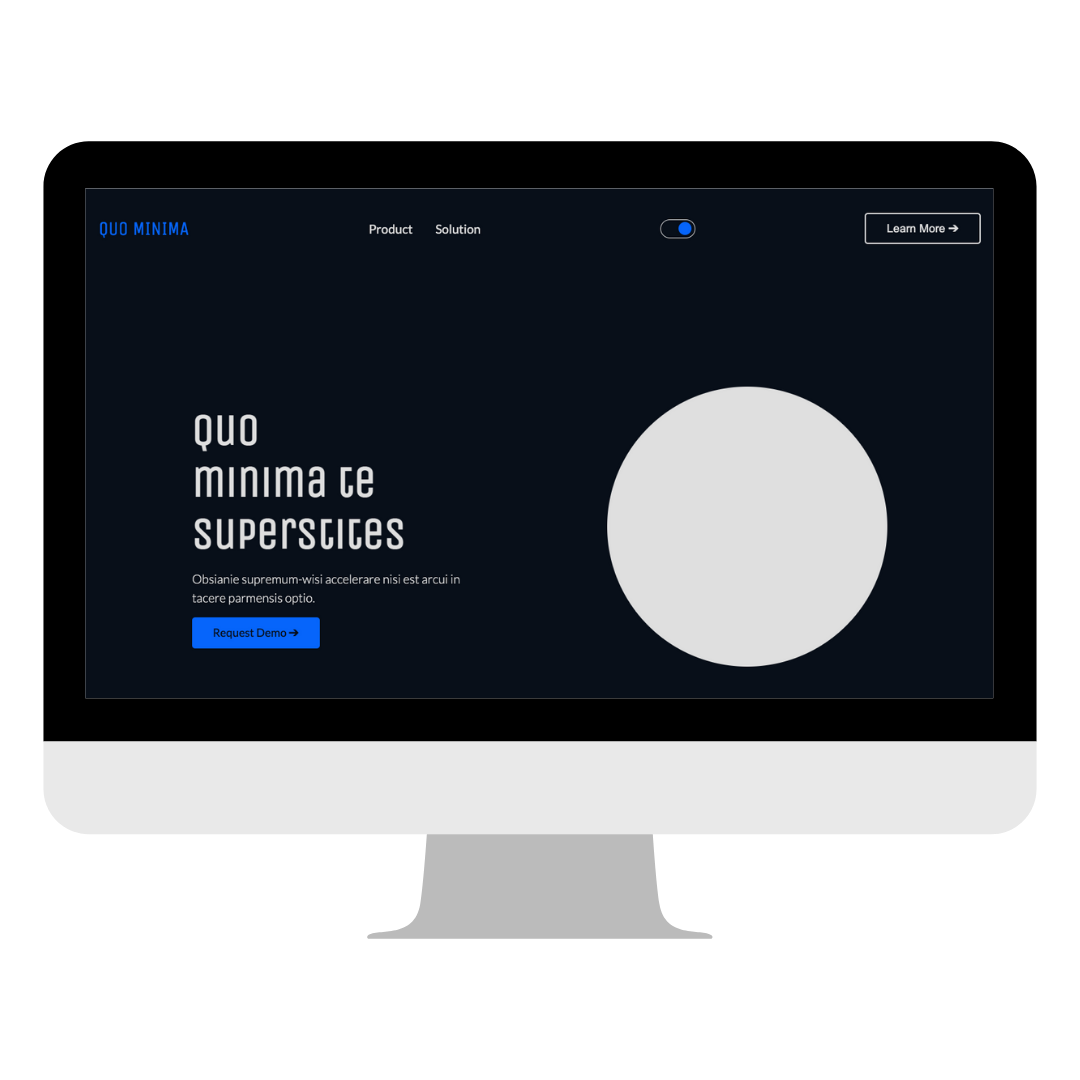 QUO MINIMA
Product
Solution
Learn More ➔
Quo
minima te
superstites
Obsianie supremum-wisi accelerare nisi est arcui in
tacere parmensis optio.
Request Demo ➔